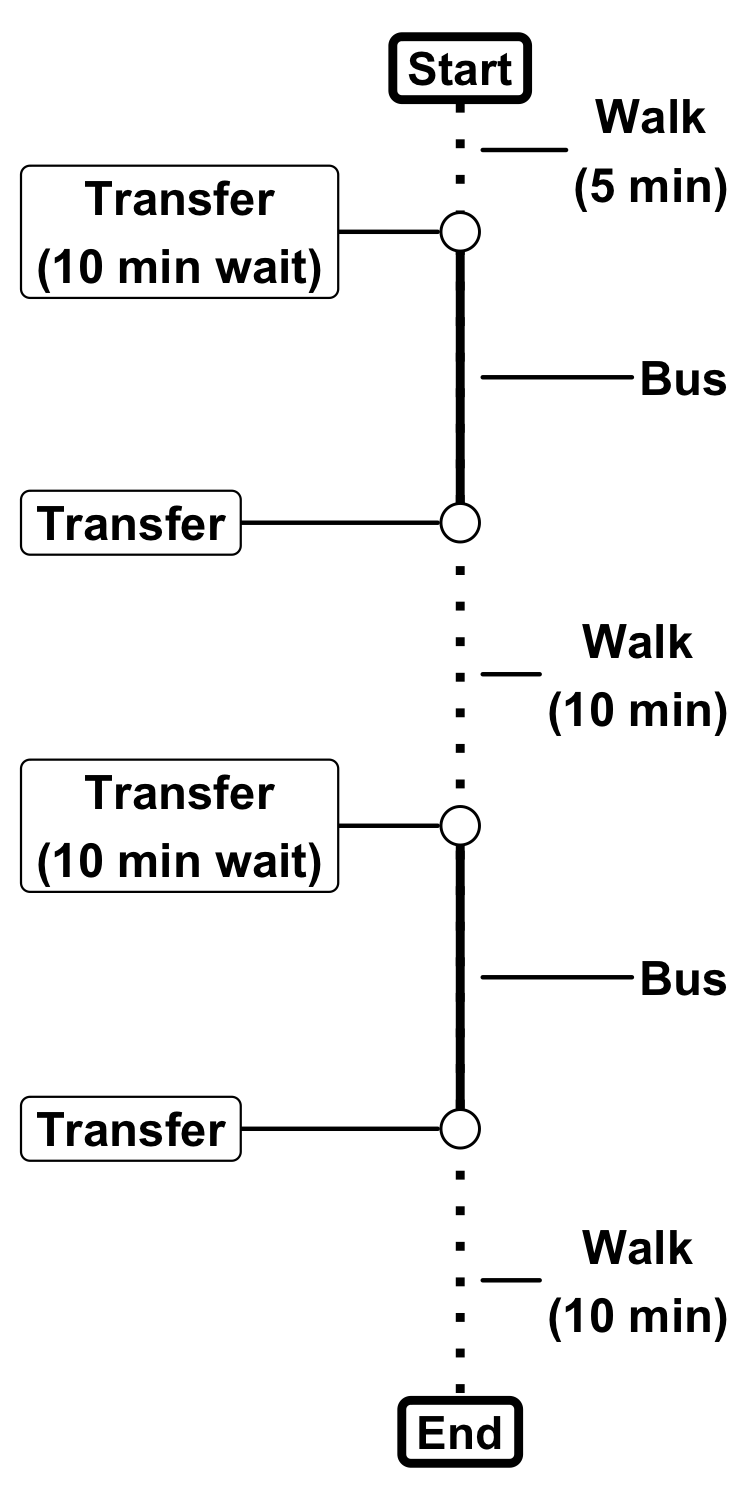 Start
Walk
(5 min)
Transfer
(10 min wait)
Bus
Transfer
Walk
(10 min)
Transfer
(10 min wait)
Bus
Transfer
Walk
(10 min)
End